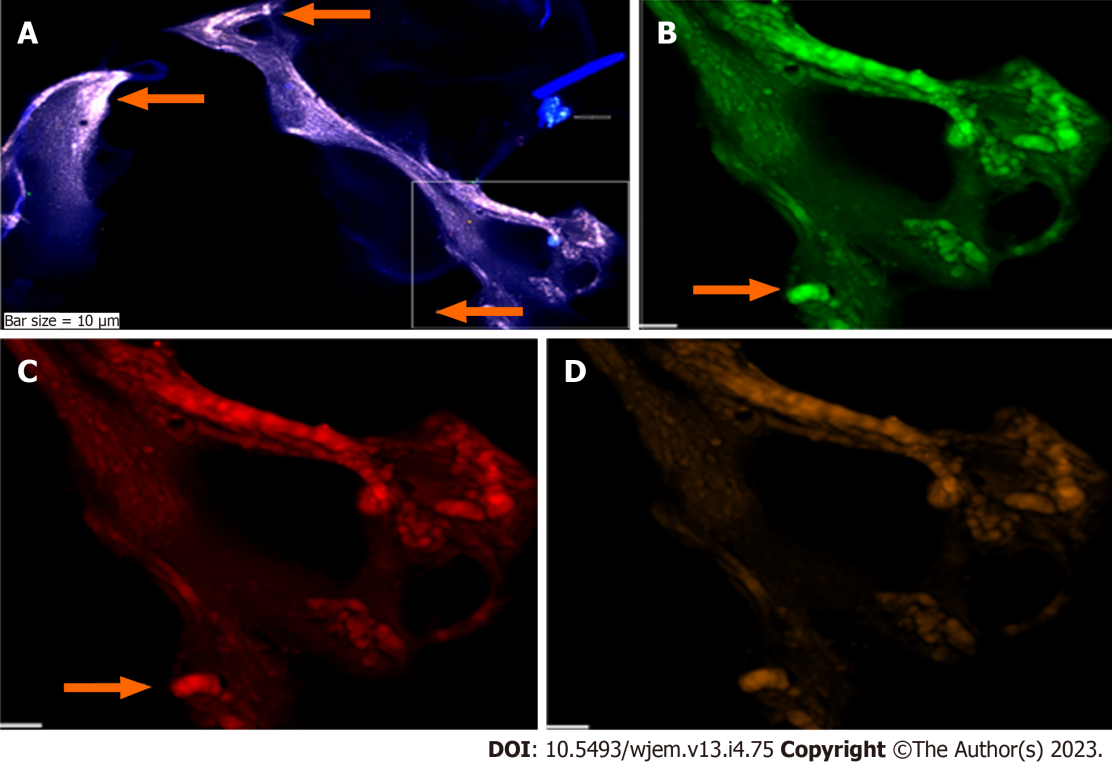 A
B
Bar size = 10 μm
C
D
DOI: 10.5493/wjem.v13.i4.75 Copyright ©The Author(s) 2023.